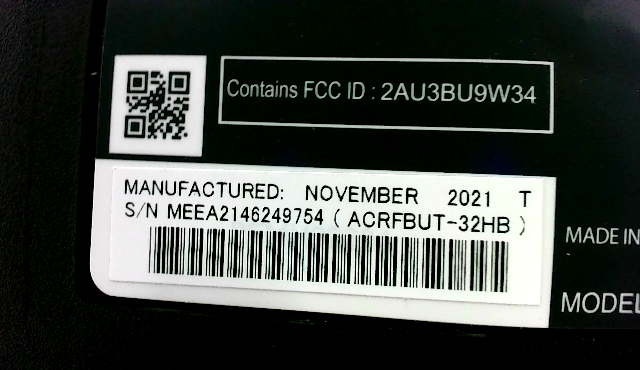 Contains FCC ID : 2AU3BU9W34
MANUFACTURED: NOVEMBER 2021 T
S/N MEEA2146249754 ( ACRFBUT-32HB )
MADE IN
MODEL